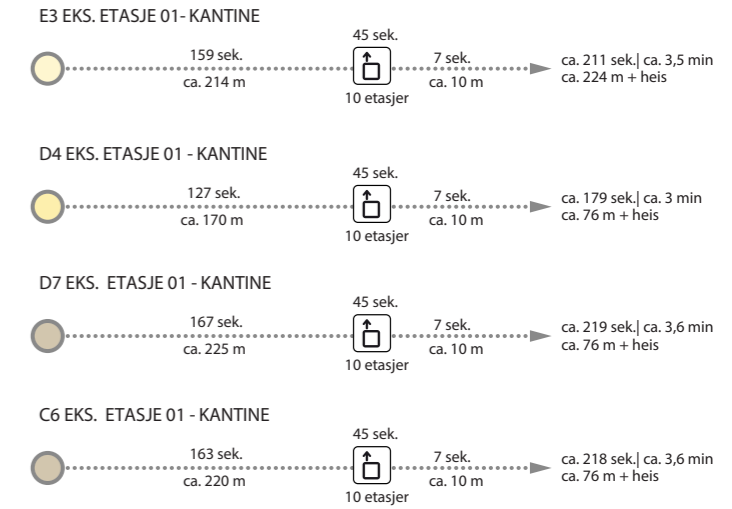 E3 EKS. ETASJE 01- KANTINE
45 sek.
159 sek.
7 sek.
ca. 211 sek.| ca. 3,5 min
ca. 214 m
ca. 10 m
ca. 224 m + heis
10 etasjer
D4 EKS. ETASJE 01 - KANTINE
45 sek.
127 sek.
7 sek.
ca. 179 sek.| ca. 3 min
ca. 170 m
ca. 10 m
ca. 76 m + heis
10 etasjer
D7 EKS. ETASJE 01 - KANTINE
45 sek.
167 sek.
7 sek.
ca. 219 sek.| ca. 3,6 min
ca. 225 m
ca. 10 m
ca. 76 m + heis
10 etasjer
C6 EKS. ETASJE 01 - KANTINE
45 sek.
163 sek.
7 sek.
ca. 218 sek.| ca. 3,6 min
ca. 220 m
ca. 10 m
ca. 76 m + heis
10 etasjer